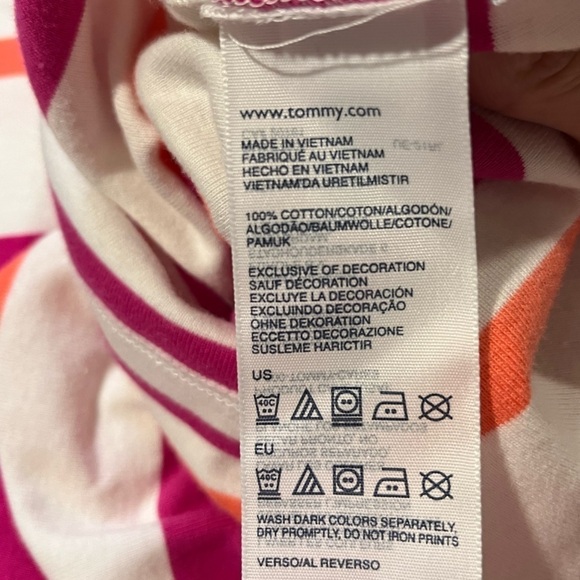 www.tommy.com
MADE IN VIETNAM
FABRIQUÉ AU VIETNAM
HECHO EN VIETNAM
VIETNAM'DA URETILMISTIR
100% COTTON/COTON/ALGODÓN/
ALGODÃO/BAUMWOLLE/COTONE/
PAMUK
EXCLUSIVE OF DECORATION
SAUF DÉCORATION
EXCLUYE LA DECORACIÓN
EXCLUINDO DECORAÇÃO
OHNE DEKORATION
ECCETTO DECORAZIONE
SÜSLEME HARICTIR
US
40C
EU
40C
WASH DARK COLORS SEPARATELY,
DRY PROMPTLY, DO NOT IRON PRINTS
VERSO/AL REVERSO